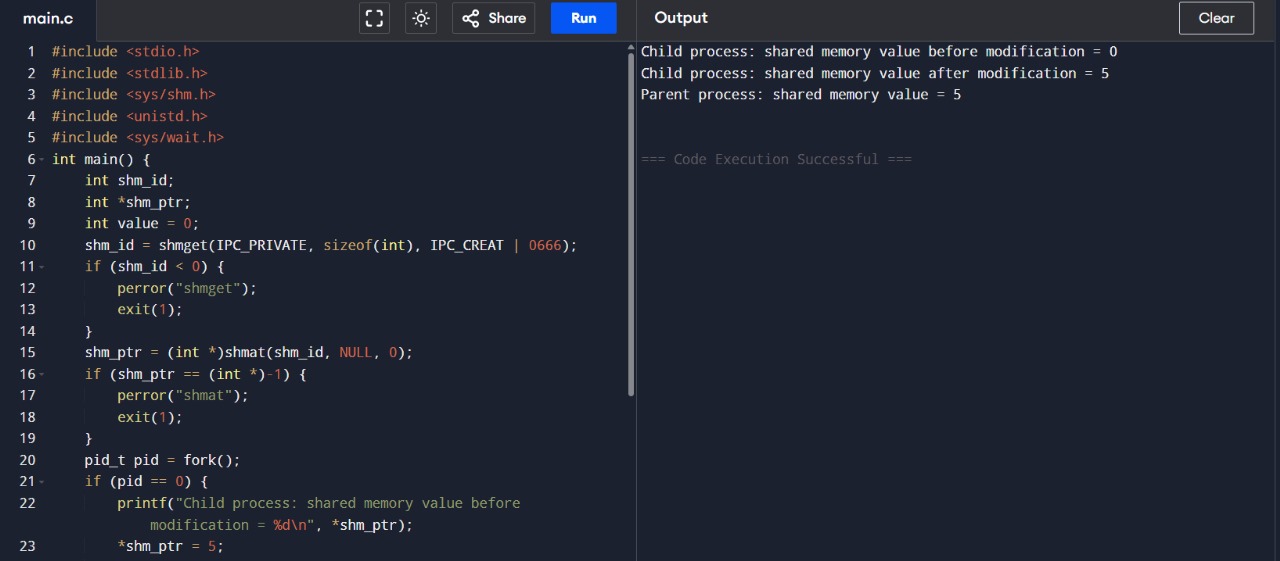 main.c
Share
Run
Output
Clear
1 #include <stdio.h>
2 #include <stdlib.h>
3 #include <sys/shm.h>
4 #include <unistd.h>
5 #include <sys/wait.h>
6 int main() {
7     int shm_id;
8     int *shm_ptr;
9     int value = 0;
10     shm_id = shmget(IPC_PRIVATE, sizeof(int), IPC_CREAT | 0666);
11     if (shm_id < 0) {
12         perror("shmget");
13         exit(1);
14     }
15     shm_ptr = (int *)shmat(shm_id, NULL, 0);
16     if (shm_ptr == (int *)-1) {
17         perror("shmat");
18         exit(1);
19     }
20     pid_t pid = fork();
21     if (pid == 0) {
22         printf("Child process: shared memory value before
            modification = %d\n", *shm_ptr);
23         *shm_ptr = 5;
Child process: shared memory value before modification = 0
Child process: shared memory value after modification = 5
Parent process: shared memory value = 5
=== Code Execution Successful ===